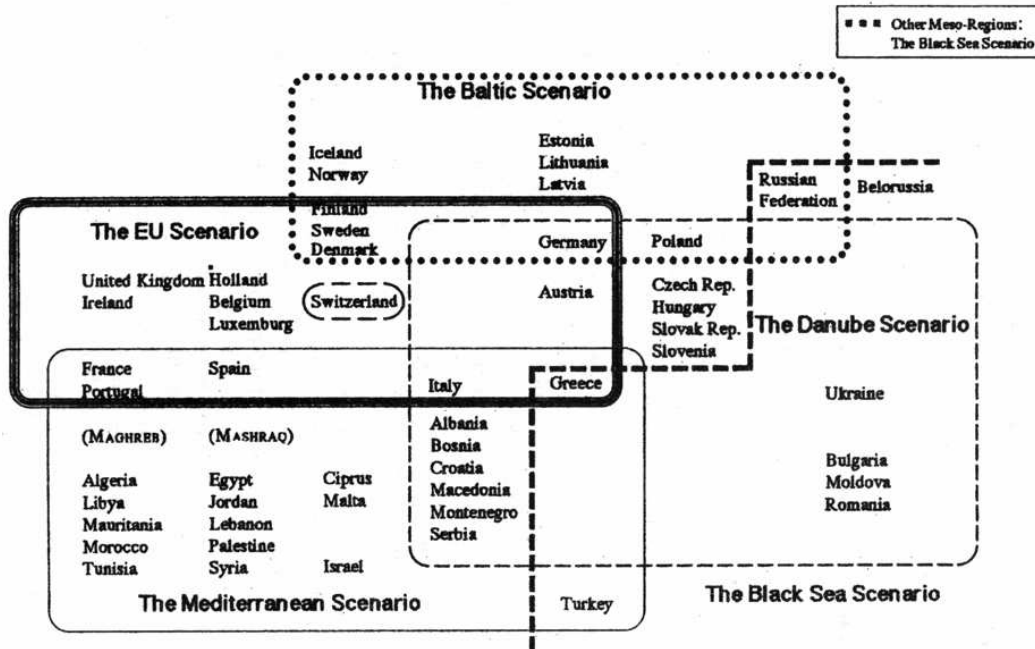 Other Meso-Regions:
The Black Sea Scenario
The Baltic Scenario
Iceland
Norway
Estonia
Lithuania
Latvia
Russian
Federation
Belorussia
The EU Scenario
Finland
Sweden
Denmark
Germany
Poland
United Kingdom
Ireland
Holland
Belgium
Luxemburg
Switzerland
Austria
Czech Rep.
Hungary
Slovak Rep.
Slovenia
The Danube Scenario
France
Portugal
Spain
Italy
Greece
Ukraine
(MAGHREB)
(MASHRAQ)
Albania
Bosnia
Croatia
Macedonia
Montenegro
Serbia
Bulgaria
Moldova
Romania
Algeria
Libya
Mauritania
Morocco
Tunisia
Egypt
Jordan
Lebanon
Palestine
Syria
Ciprus
Malta
Israel
The Mediterranean Scenario
Turkey
The Black Sea Scenario